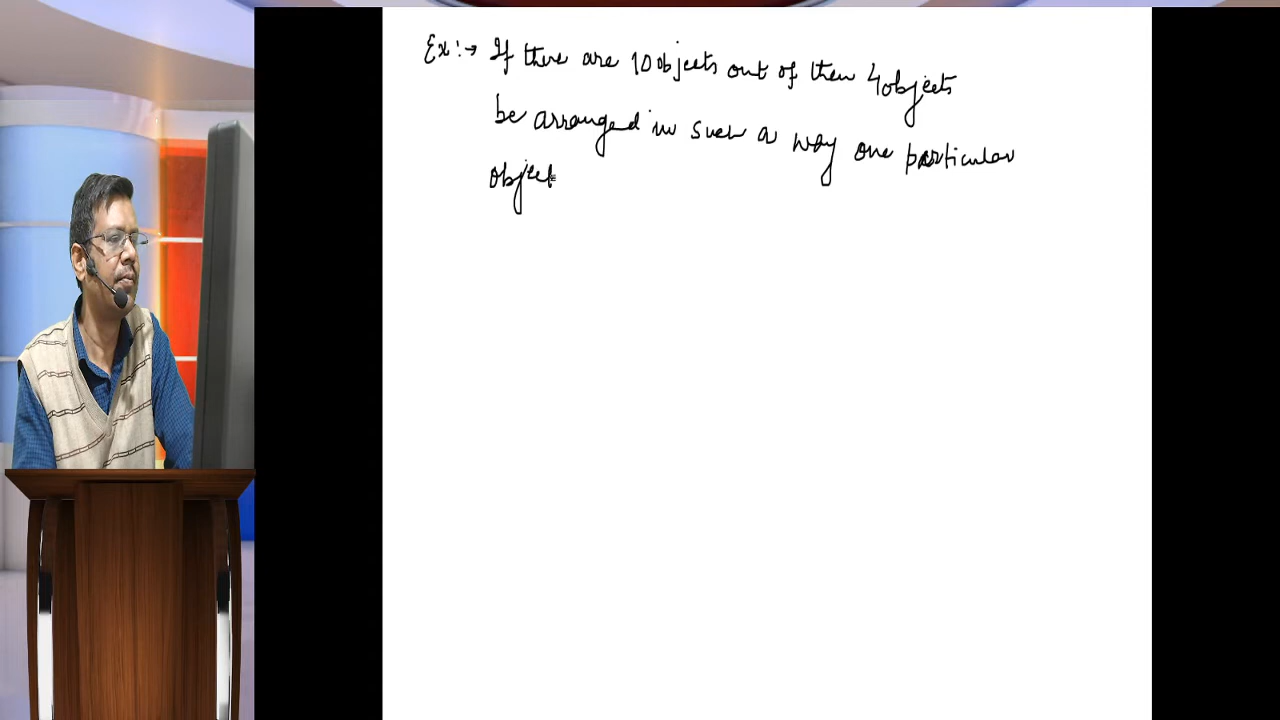 Ex:→ If there are 10 objects out of them 4 objects
be arranged in such a way one particular
object